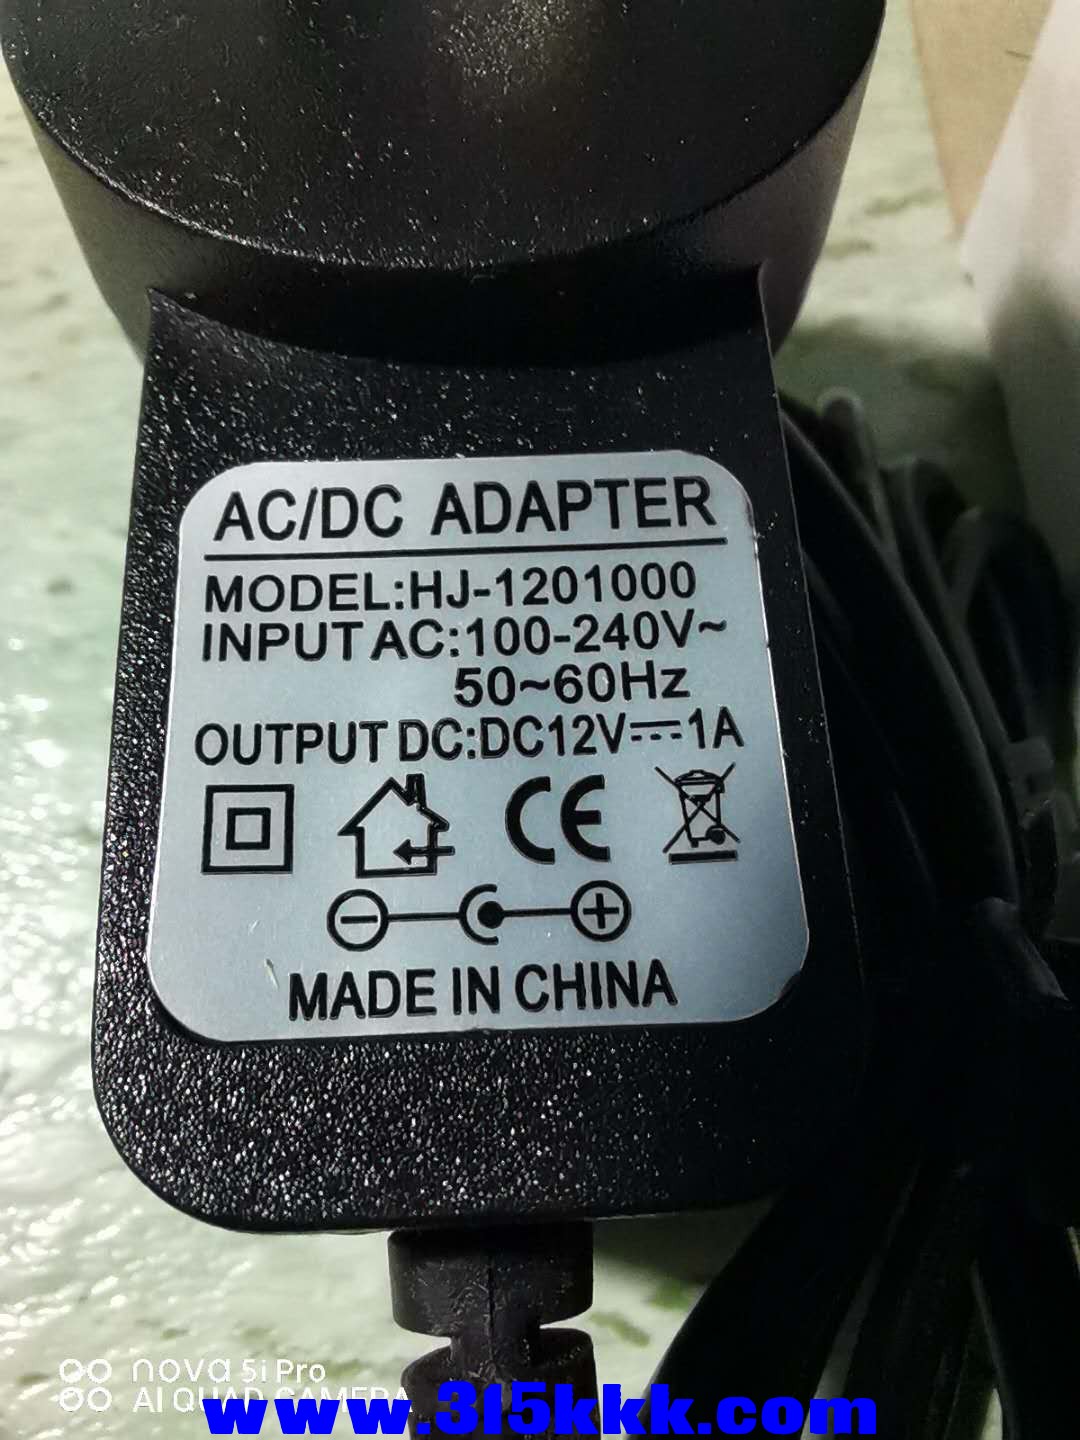 AC/DC ADAPTER
MODEL:HJ-1201000
INPUT AC:100-240V~
50~60Hz
OUTPUT DC:DC12V⎓1A
CE
MADE IN CHINA
nova 5i Pro
AI QUAD CAMERA
www.315kkk.com